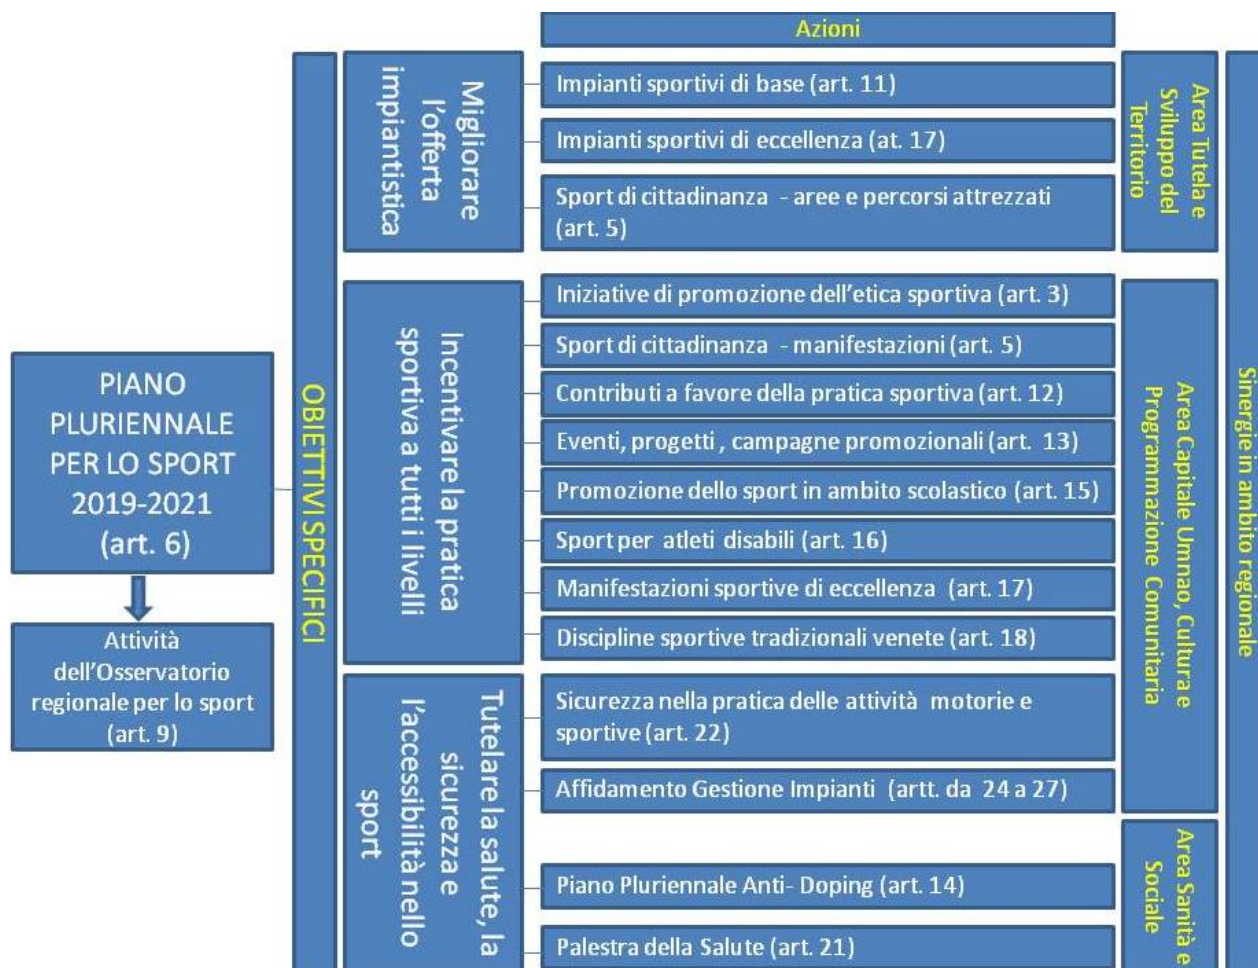 Azioni
PIANO
PLURIENNALE
PER LO SPORT
2019-2021
(art. 6)
Attività
dell'Osservatorio
regionale per lo sport
(art. 9)
OBIETTIVI SPECIFICI
Migliorare
l'offerta
impiantistica
Impianti sportivi di base (art. 11)
Impianti sportivi di eccellenza (at. 17)
Sport di cittadinanza - aree e percorsi attrezzati
(art. 5)
Incentivare la pratica
sportiva a tutti i livelli
Iniziative di promozione dell'etica sportiva (art. 3)
Sport di cittadinanza - manifestazioni (art. 5)
Contributi a favore della pratica sportiva (art. 12)
Eventi, progetti , campagne promozionali (art. 13)
Promozione dello sport in ambito scolastico (art. 15)
Sport per atleti disabili (art. 16)
Manifestazioni sportive di eccellenza (art. 17)
Discipline sportive tradizionali venete (art. 18)
Tutelare la salute, la
sicurezza e
l'accessibilità nello
sport
Sicurezza nella pratica delle attività motorie e
sportive (art. 22)
Affidamento Gestione Impianti (artt. da 24 a 27)
Piano Pluriennale Anti- Doping (art. 14)
Palestra della Salute (art. 21)
Area Tutela e
Sviluppo del
Territorio
Area Capitale Umnao, Cultura e
Programmazione Comunitaria
Area Sanità e
Sociale
Sinergie in ambito regionale